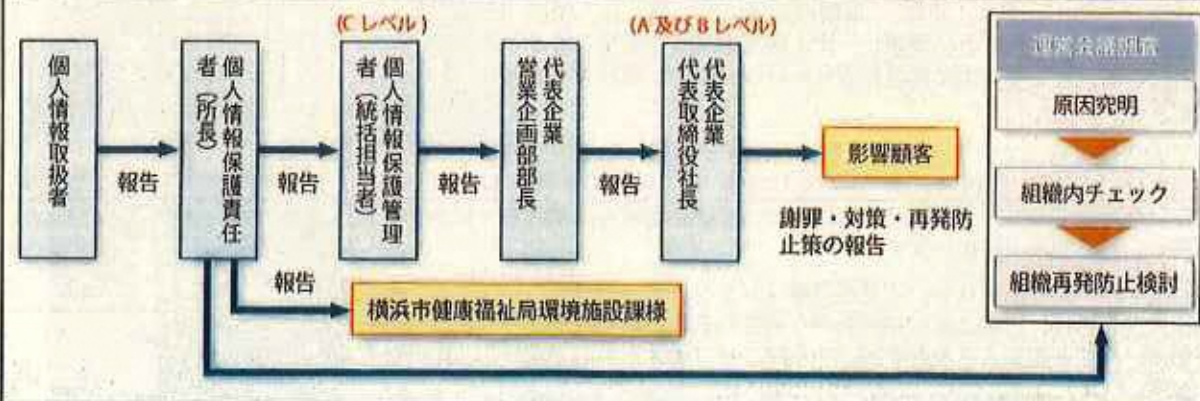 (Cレベル)
(A及びBレベル)
個人情報取扱者
報告
個人情報保護責任
者（所長）
報告
個人情報保護管理
者（統括担当者）
報告
代表企業
営業企画部部長
報告
代表企業
代表取締役社長
影響顧客
謝罪・対策・再発防
止策の報告
報告
横浜市健康福祉局環境施設課様
運営会議調査
原因究明
組織内チェック
組織再発防止検討